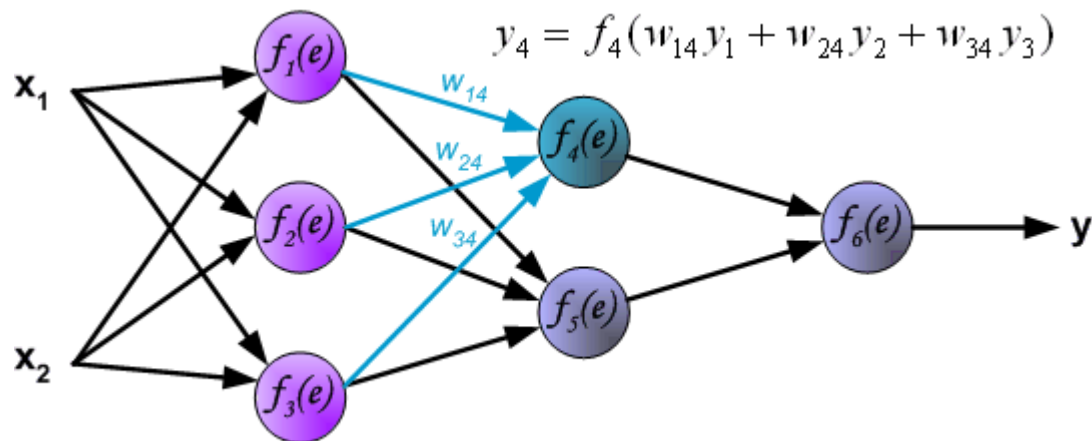 y₄ = f₄(w₁₄y₁ + w₂₄y₂ + w₃₄y₃)
f₁(e)
x₁
w₁₄
f₄(e)
w₂₄
f₂(e)
w₃₄
f₆(e)
y
f₅(e)
x₂
f₃(e)